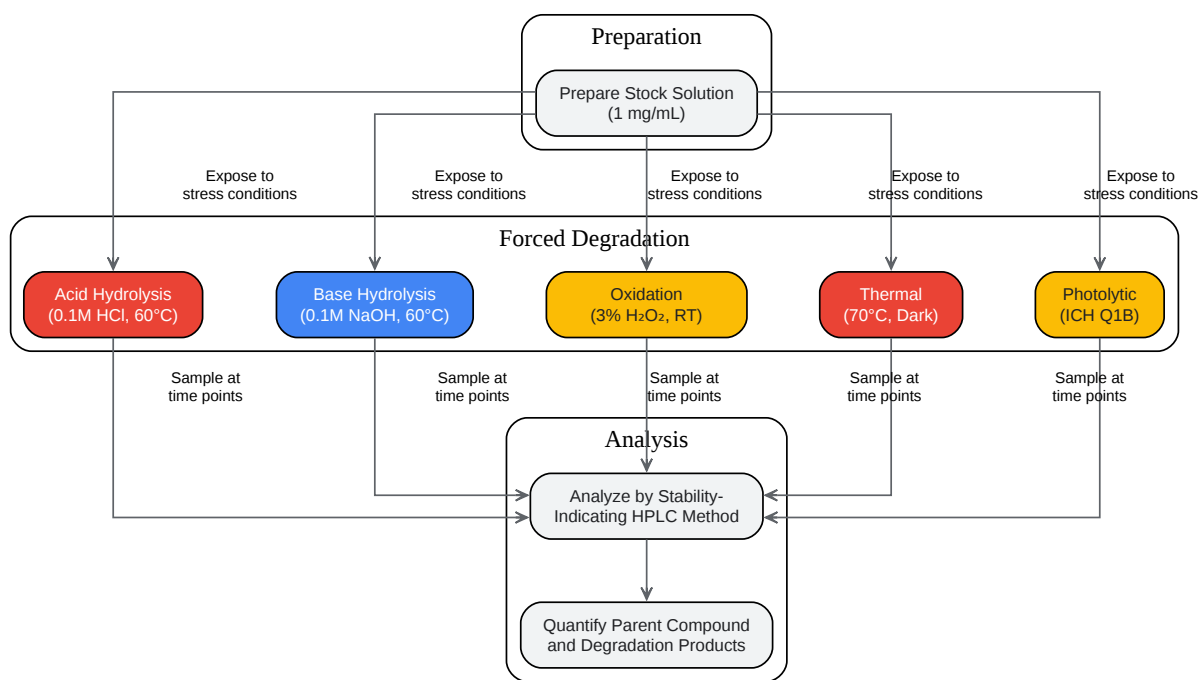 Preparation
Prepare Stock Solution
(1 mg/mL)
Expose to
stress conditions
Expose to
stress conditions
Expose to
stress conditions
Expose to
stress conditions
Expose to
stress conditions
Forced Degradation
Acid Hydrolysis
(0.1M HCl, 60°C)
Base Hydrolysis
(0.1M NaOH, 60°C)
Oxidation
(3% H₂O₂, RT)
Thermal
(70°C, Dark)
Photolytic
(ICH Q1B)
Sample at
time points
Sample at
time points
Sample at
time points
Sample at
time points
Sample at
time points
Analysis
Analyze by Stability-
Indicating HPLC Method
Quantify Parent Compound
and Degradation Products